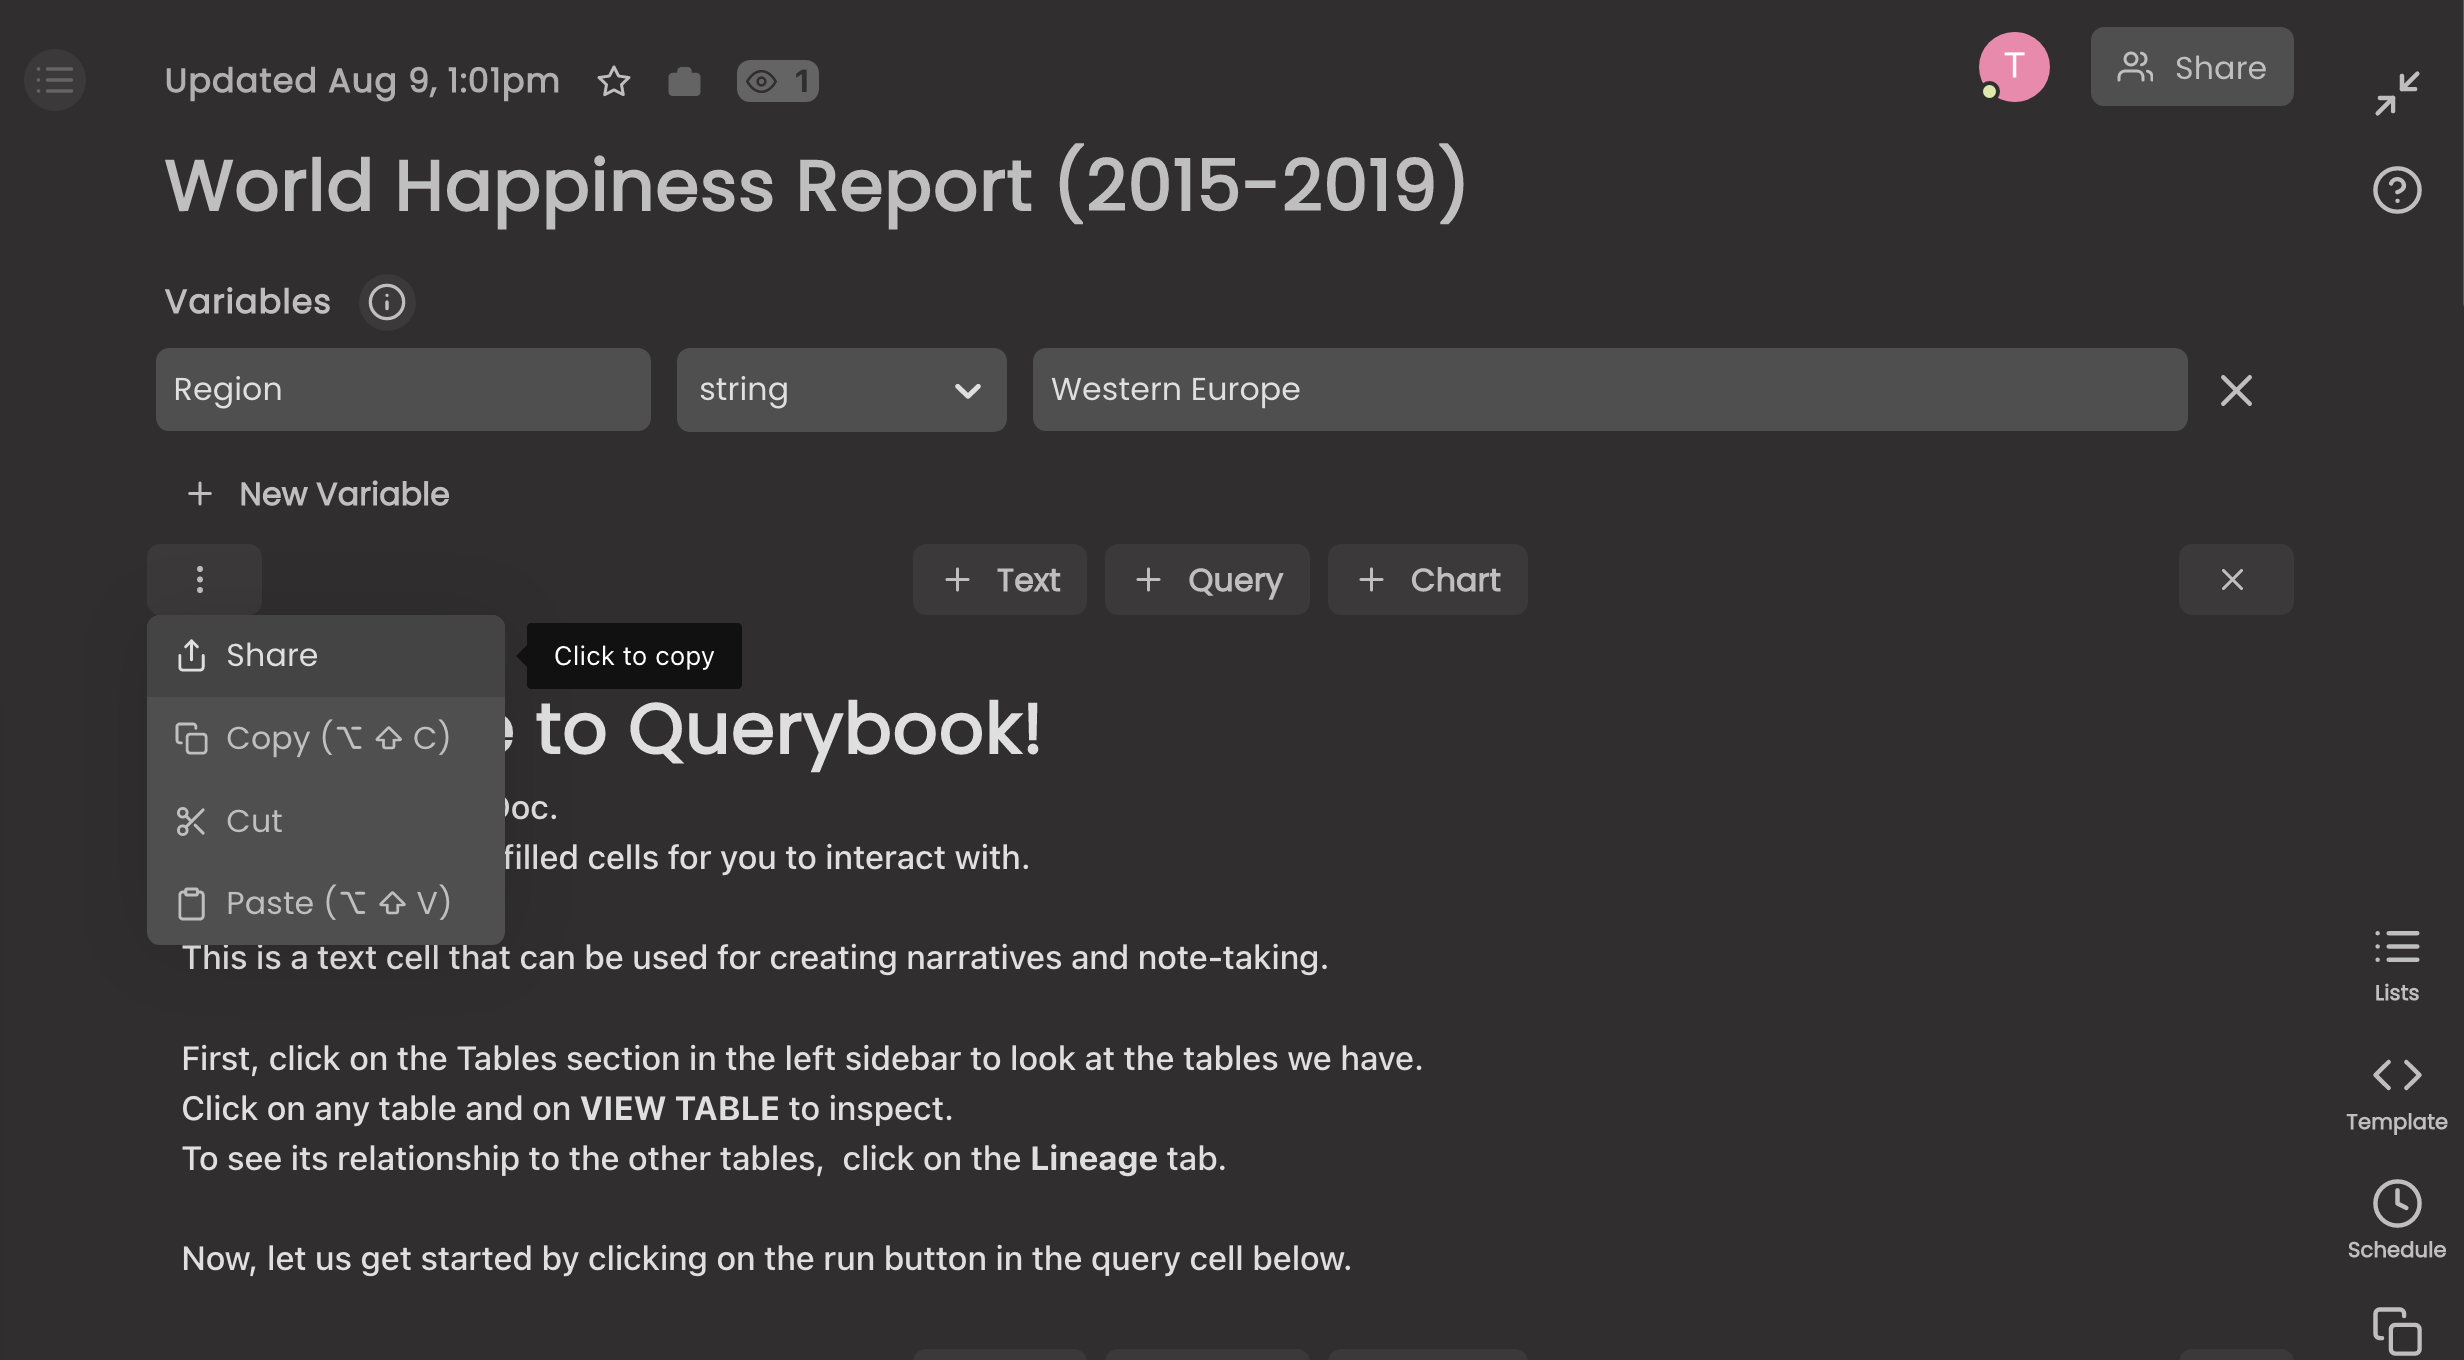 Updated Aug 9, 1:01pm
1
T
Share
World Happiness Report (2015-2019)
Variables
Region
string
Western Europe
+ New Variable
+ Text
+ Query
+ Chart
Share
Click to copy
Copy (⌥ ⇧ C)
to Querybook!
Cut
filled cells for you to interact with.
Paste (⌥ ⇧ V)
This is a text cell that can be used for creating narratives and note-taking.
First, click on the Tables section in the left sidebar to look at the tables we have.
Click on any table and on VIEW TABLE to inspect.
To see its relationship to the other tables,  click on the Lineage tab.
Now, let us get started by clicking on the run button in the query cell below.
Lists
Template
Schedule